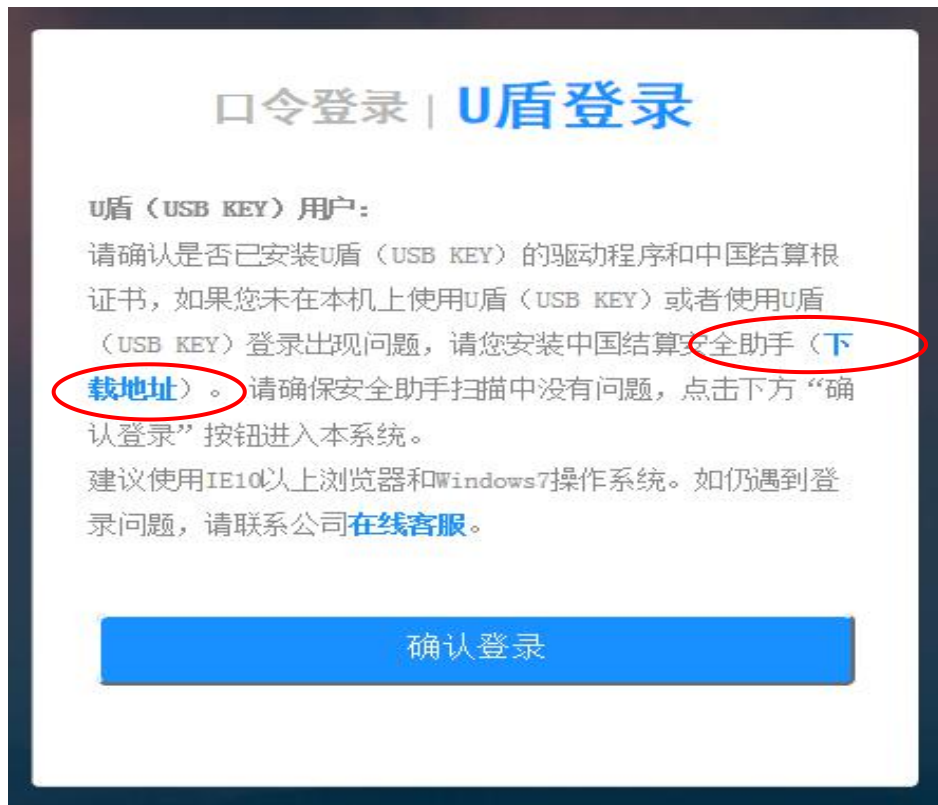 口令登录 | U盾登录
U盾（USB KEY）用户：
请确认是否已安装U盾（USB KEY）的驱动程序和中国结算根
证书，如果您未在本机上使用U盾（USB KEY）或者使用U盾
（USB KEY）登录出现问题，请您安装中国结算安全助手（下
载地址）。请确保安全助手扫描中没有问题，点击下方“确
认登录”按钮进入本系统。
建议使用IE10以上浏览器和Windows7操作系统。如仍遇到登
录问题，请联系公司在线客服。
确认登录